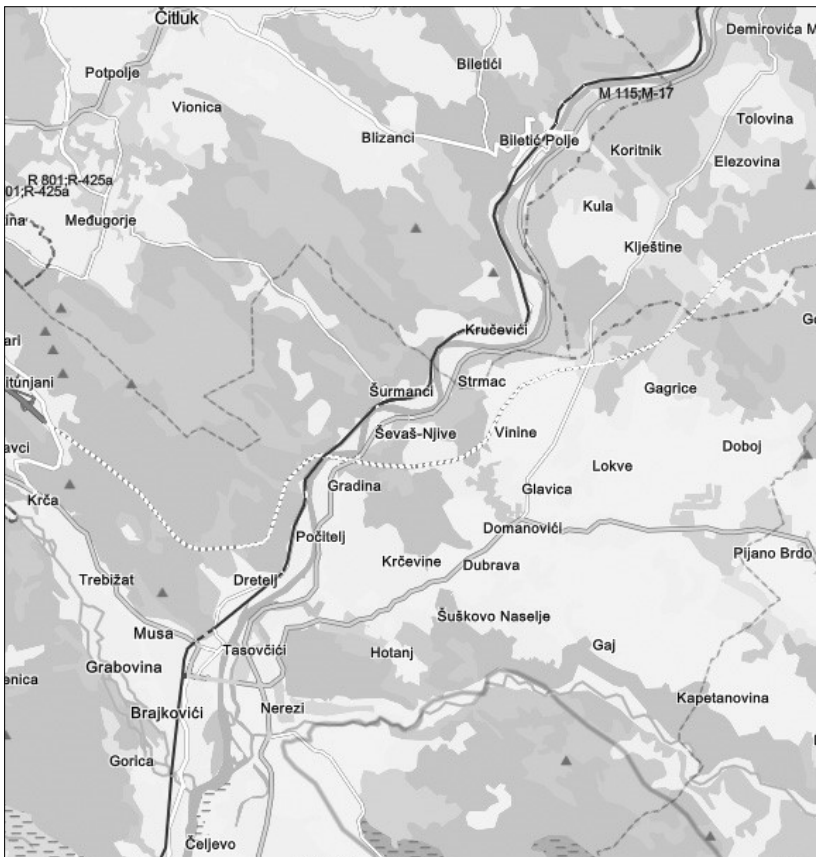 Čitluk
Demirovića M
Potpolje
Biletići
M 115;M-17
Vionica
Tolovina
Blizanci
Biletić Polje
Koritnik
Elezovina
R 801;R-425a
01;R-425a
Međugorje
Kula
Klještine
Kručevići
Strmac
Šurmanci
Gagrice
Ševaš-Njive
Vinine
Doboj
Lokve
Gradina
Glavica
avci
Krča
Domanovići
Počitelj
Pijano Brdo
Krčevine
Dubrava
Trebižat
Dretelj
Šuškovo Naselje
Musa
Gaj
Tasovčići
Hotanj
Grabovina
enica
Kapetanovina
Nerezi
Brajkovići
Gorica
Čeljevo